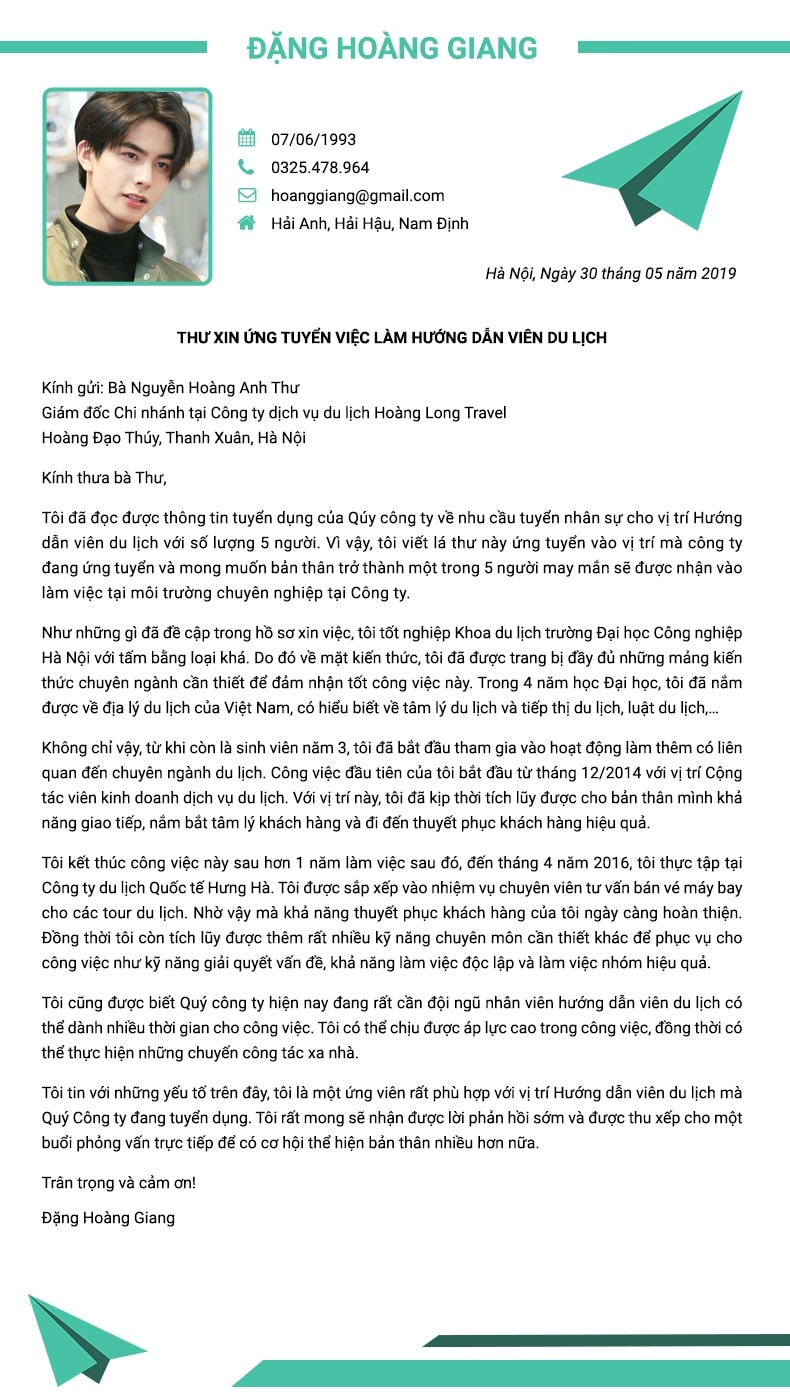 ĐẶNG HOÀNG GIANG
07/06/1993
0325.478.964
hoanggiang@gmail.com
Hải Anh, Hải Hậu, Nam Định
Hà Nội, Ngày 30 tháng 05 năm 2019
THƯ XIN ỨNG TUYỂN VIỆC LÀM HƯỚNG DẪN VIÊN DU LỊCH
Kính gửi: Bà Nguyễn Hoàng Anh Thư
Giám đốc Chi nhánh tại Công ty dịch vụ du lịch Hoàng Long Travel
Hoàng Đạo Thúy, Thanh Xuân, Hà Nội
Kính thưa bà Thư,
Tôi đã đọc được thông tin tuyển dụng của Qúy công ty về nhu cầu tuyển nhân sự cho vị trí Hướng
dẫn viên du lịch với số lượng 5 người. Vì vậy, tôi viết lá thư này ứng tuyển vào vị trí mà công ty
đang ứng tuyển và mong muốn bản thân trở thành một trong 5 người may mắn sẽ được nhận vào
làm việc tại môi trường chuyên nghiệp tại Công ty.
Như những gì đã đề cập trong hồ sơ xin việc, tôi tốt nghiệp Khoa du lịch trường Đại học Công nghiệp
Hà Nội với tấm bằng loại khá. Do đó về mặt kiến thức, tôi đã được trang bị đầy đủ những mảng kiến
thức chuyên ngành cần thiết để đảm nhận tốt công việc này. Trong 4 năm học Đại học, tôi đã nắm
được về địa lý du lịch của Việt Nam, có hiểu biết về tâm lý du lịch và tiếp thị du lịch, luật du lịch,...
Không chỉ vậy, từ khi còn là sinh viên năm 3, tôi đã bắt đầu tham gia vào hoạt động làm thêm có liên
quan đến chuyên ngành du lịch. Công việc đầu tiên của tôi bắt đầu từ tháng 12/2014 với vị trí Cộng
tác viên kinh doanh dịch vụ du lịch. Với vị trí này, tôi đã kịp thời tích lũy được cho bản thân mình khả
năng giao tiếp, nắm bắt tâm lý khách hàng và đi đến thuyết phục khách hàng hiệu quả.
Tôi kết thúc công việc này sau hơn 1 năm làm việc sau đó, đến tháng 4 năm 2016, tôi thực tập tại
Công ty du lịch Quốc tế Hưng Hà. Tôi được sắp xếp vào nhiệm vụ chuyên viên tư vấn bán vé máy bay
cho các tour du lịch. Nhờ vậy mà khả năng thuyết phục khách hàng của tôi ngày càng hoàn thiện.
Đồng thời tôi còn tích lũy được thêm rất nhiều kỹ năng chuyên môn cần thiết khác để phục vụ cho
công việc như kỹ năng giải quyết vấn đề, khả năng làm việc độc lập và làm việc nhóm hiệu quả.
Tôi cũng được biết Quý công ty hiện nay đang rất cần đội ngũ nhân viên hướng dẫn viên du lịch có
thể dành nhiều thời gian cho công việc. Tôi có thể chịu được áp lực cao trong công việc, đồng thời có
thể thực hiện những chuyến công tác xa nhà.
Tôi tin với những yếu tố trên đây, tôi là một ứng viên rất phù hợp với vị trí Hướng dẫn viên du lịch mà
Quý Công ty đang tuyển dụng. Tôi rất mong sẽ nhận được lời phản hồi sớm và được thu xếp cho một
buổi phỏng vấn trực tiếp để có cơ hội thể hiện bản thân nhiều hơn nữa.
Trân trọng và cảm ơn!
Đặng Hoàng Giang